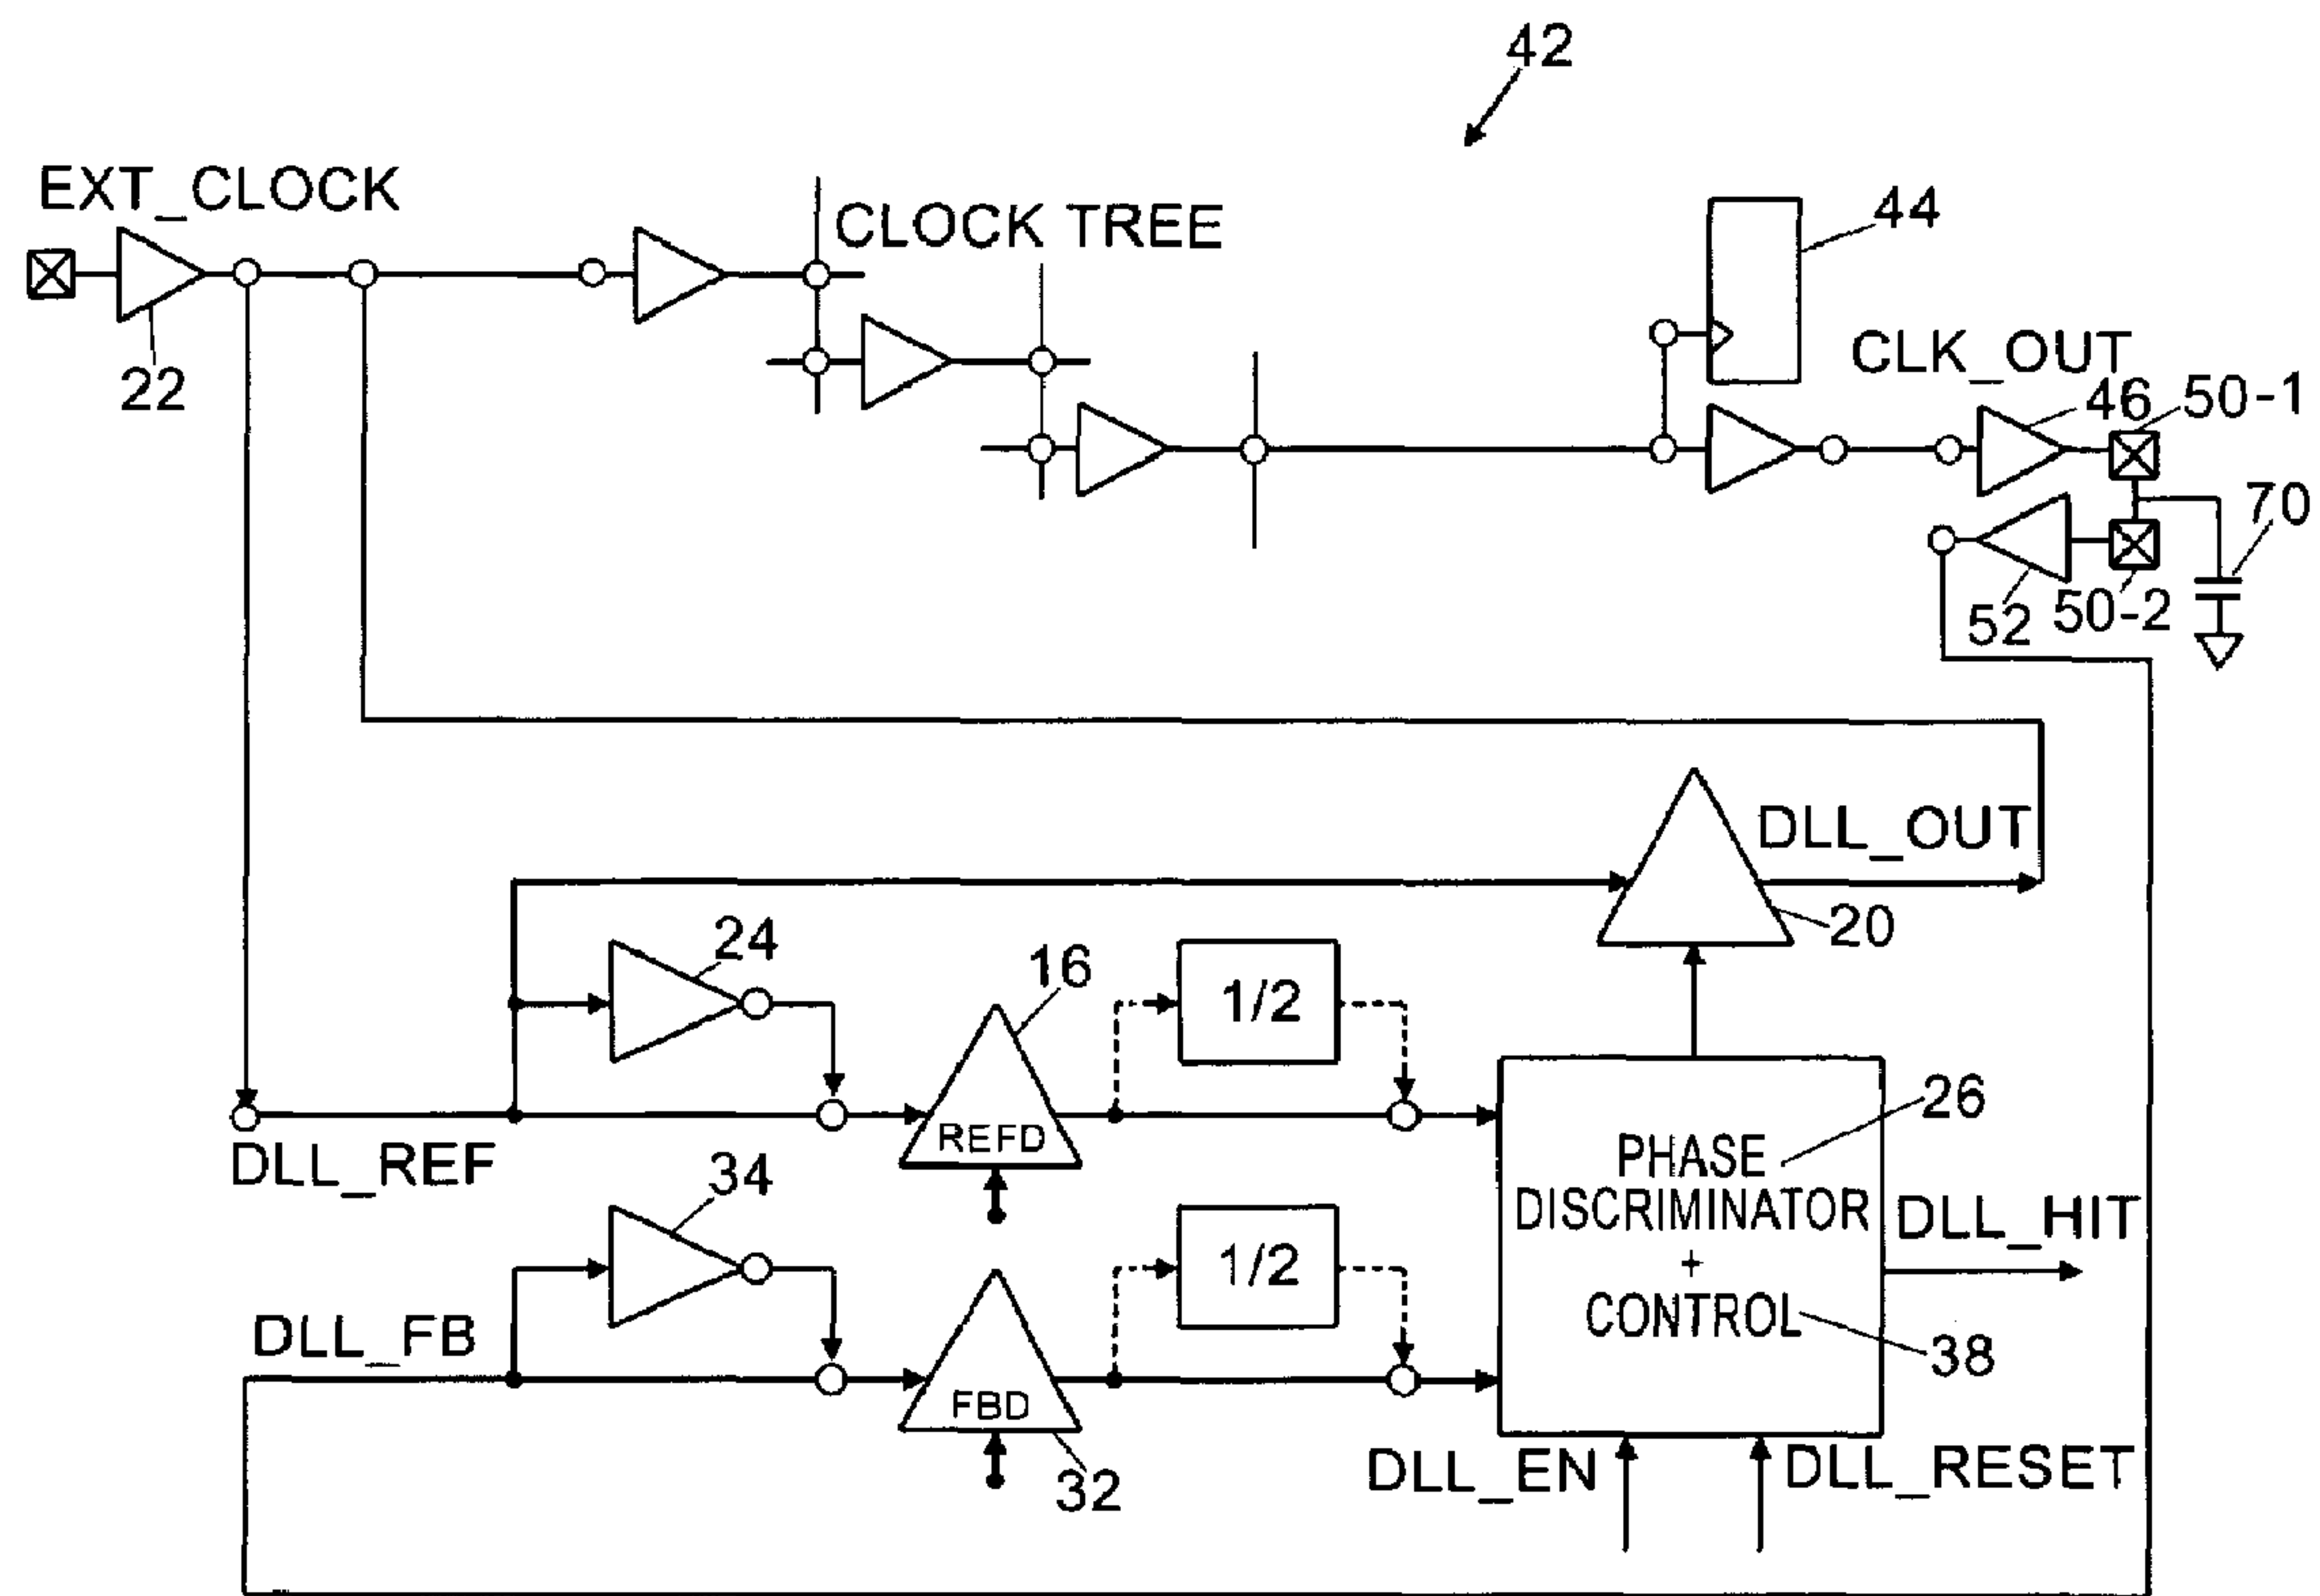 42
EXT_CLOCK
CLOCK TREE
44
22
CLK_OUT
46
50-1
70
52
50-2
DLL_OUT
20
24
16
1/2
REFD
DLL_REF
26
PHASE
DISCRIMINATOR
+
CONTROL
38
DLL_HIT
34
1/2
DLL_FB
FBD
32
DLL_EN
DLL_RESET